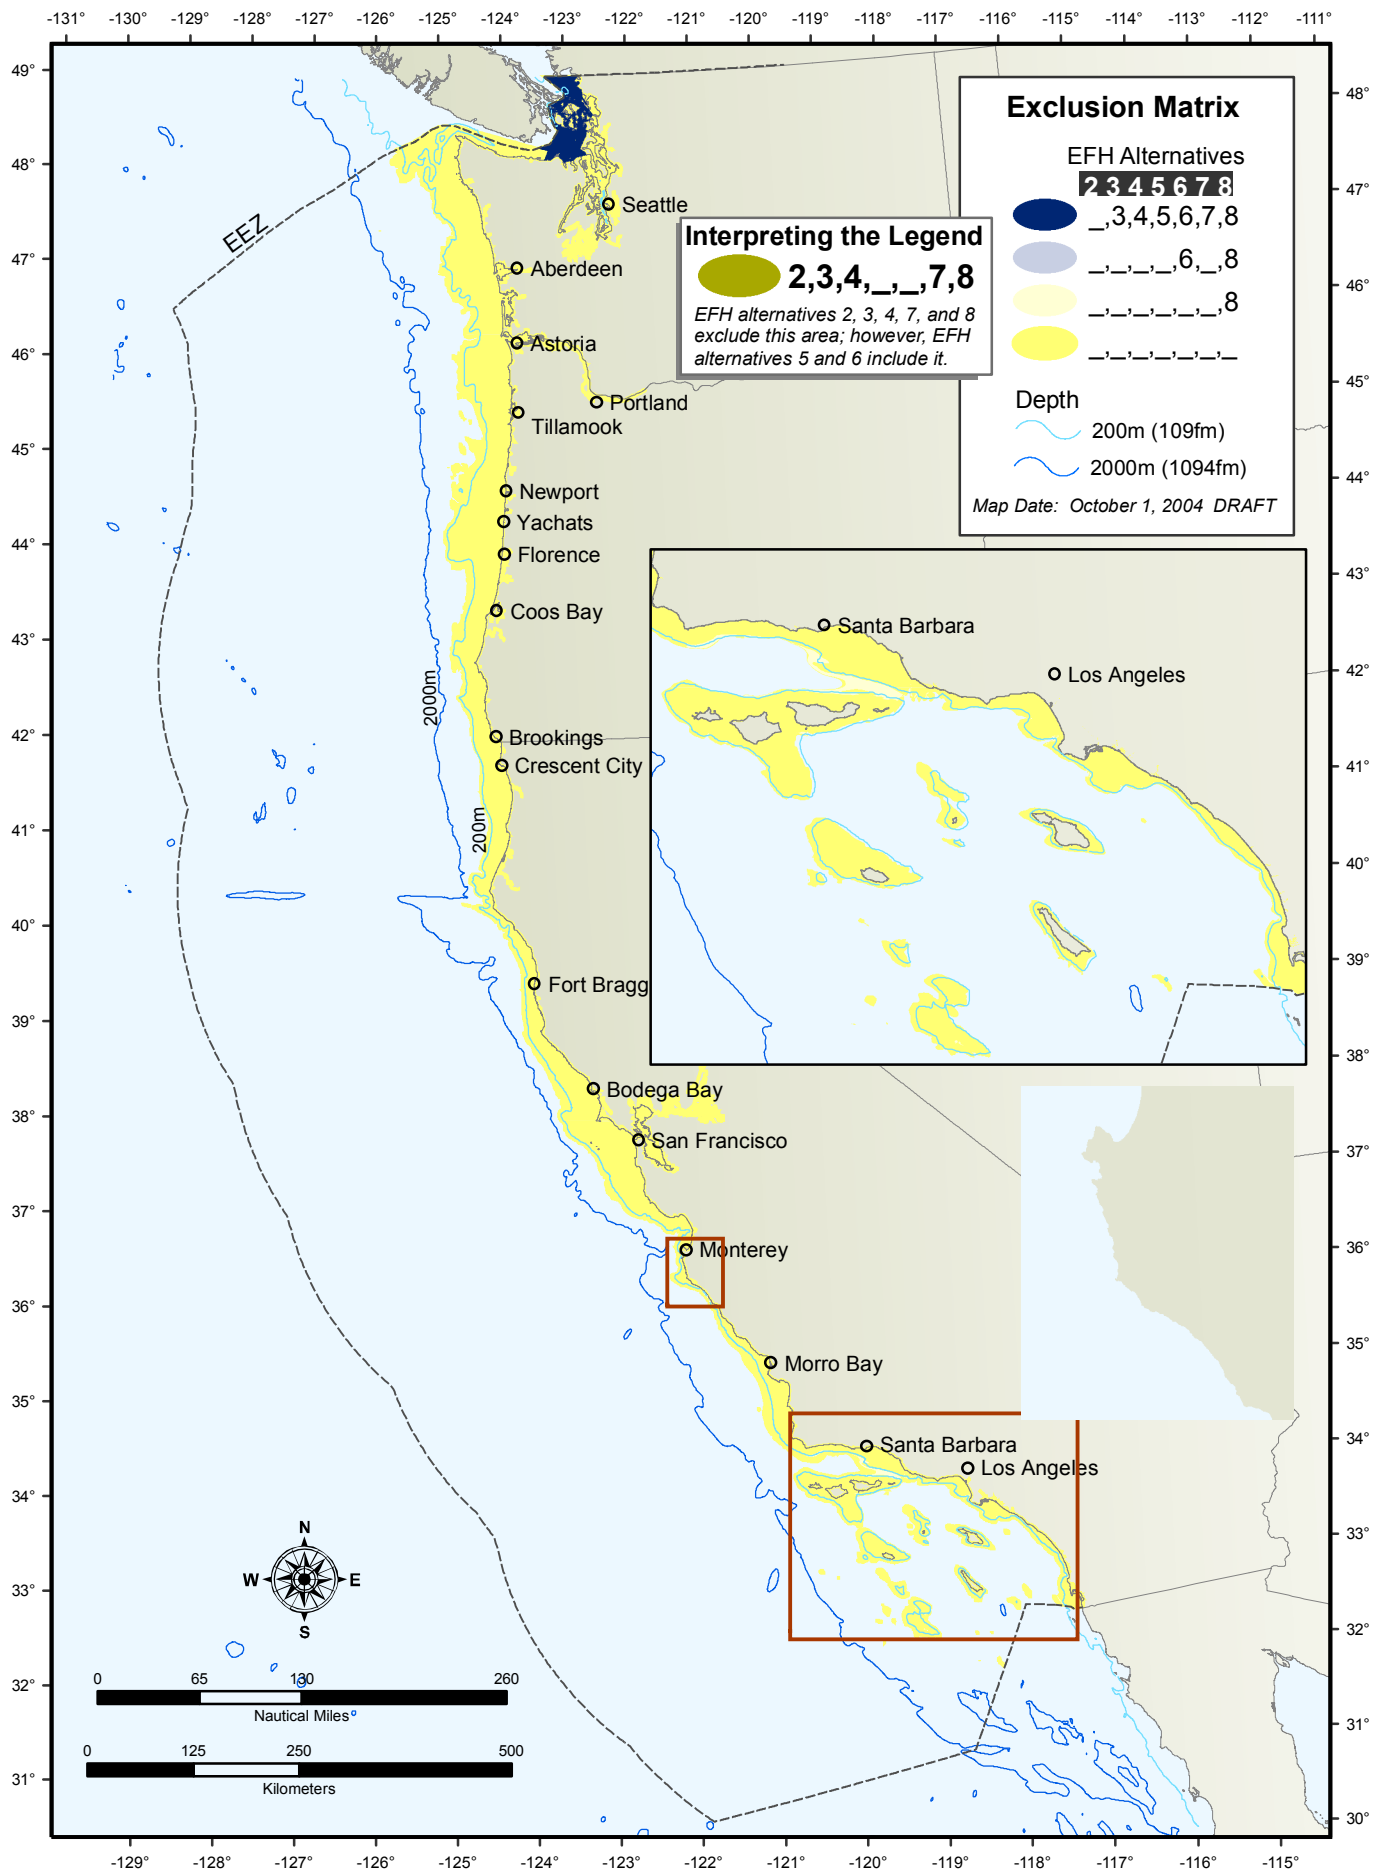 -131° -130° -129° -128° -127° -126° -125° -124° -123° -122° -121° -120° -119° -118° -117° -116° -115° -114° -113° -112° -111°
49°
48°
47°
46°
45°
44°
43°
42°
41°
40°
39°
38°
37°
36°
35°
34°
33°
32°
31°
48°
47°
46°
45°
44°
43°
42°
41°
40°
39°
38°
37°
36°
35°
34°
33°
32°
31°
30°
Exclusion Matrix
EFH Alternatives
2 3 4 5 6 7 8
_,3,4,5,6,7,8
_,_,_,_,6,_,8
_,_,_,_,_,_,8
_,_,_,_,_,_,_
Depth
200m (109fm)
2000m (1094fm)
Map Date: October 1, 2004 DRAFT
Interpreting the Legend
2,3,4,_,_,7,8
EFH alternatives 2, 3, 4, 7, and 8
exclude this area; however, EFH
alternatives 5 and 6 include it.
EEZ
Seattle
Aberdeen
Astoria
Portland
Tillamook
Newport
Yachats
Florence
Coos Bay
2000m
Brookings
Crescent City
200m
Fort Bragg
Bodega Bay
San Francisco
Monterey
Morro Bay
Santa Barbara
Los Angeles
Santa Barbara
Los Angeles
N
W E
S
0 65 130 260
Nautical Miles
0 125 250 500
Kilometers
-129° -128° -127° -126° -125° -124° -123° -122° -121° -120° -119° -118° -117° -116° -115°